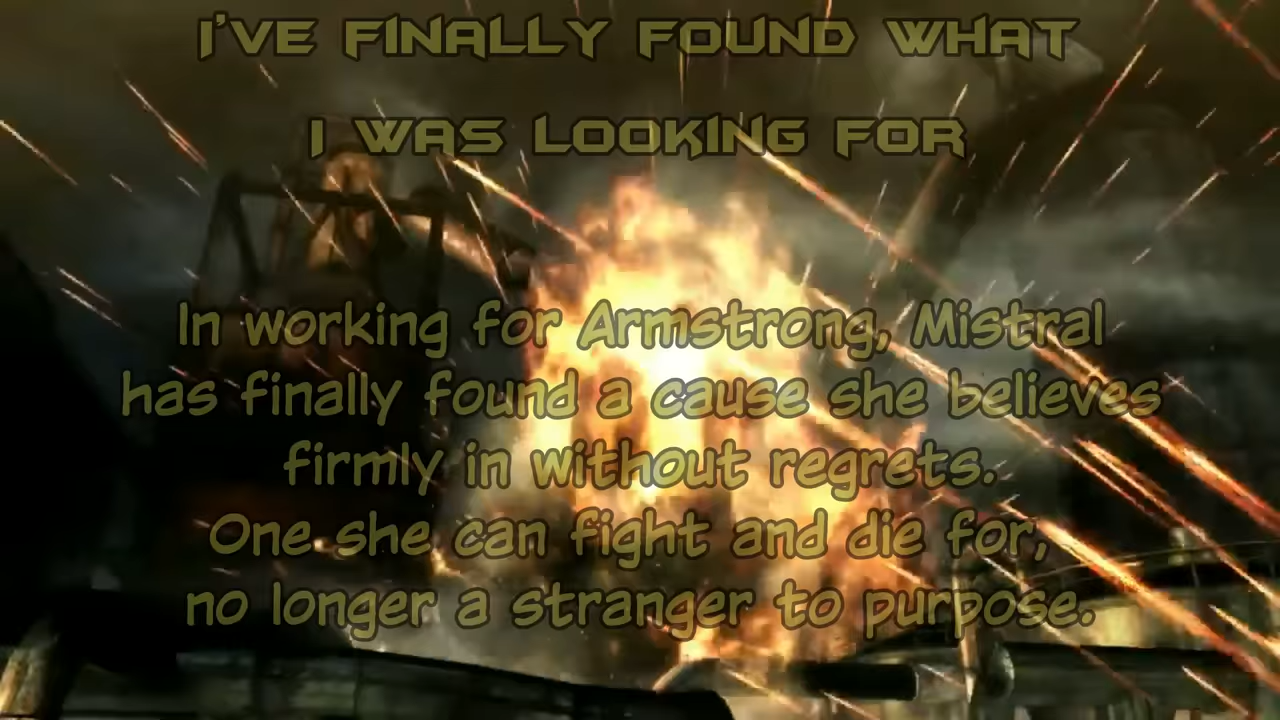 I'VE FINALLY FOUND WHAT
I WAS LOOKING FOR
In working for Armstrong, Mistral
has finally found a cause she believes
firmly in without regrets.
One she can fight and die for,
no longer a stranger to purpose.